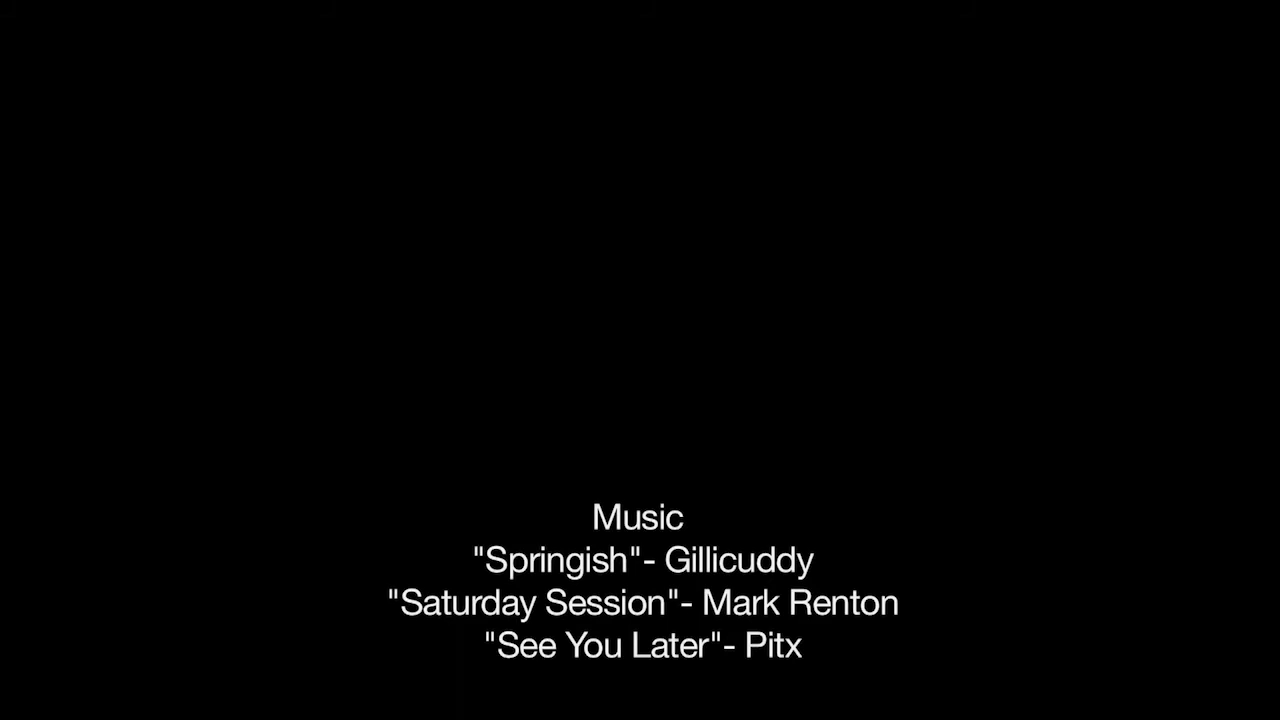 Music
"Springish"- Gillicuddy
"Saturday Session"- Mark Renton
"See You Later"- Pitx